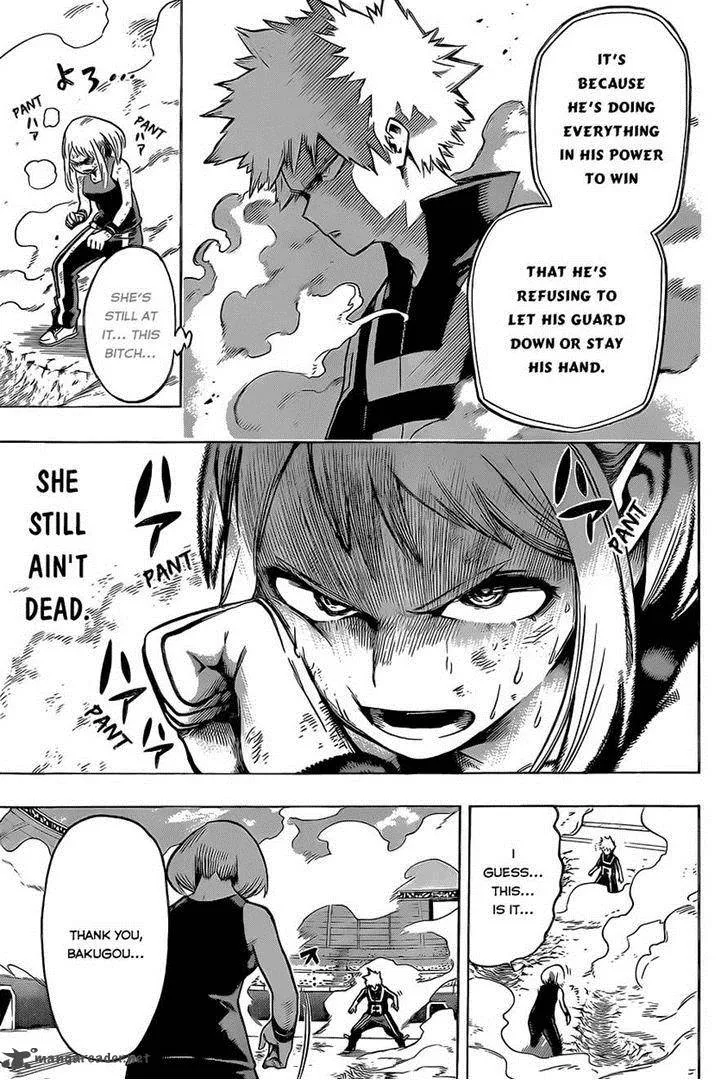 IT'S
BECAUSE
HE'S DOING
EVERYTHING
IN HIS POWER
TO WIN
THAT HE'S
REFUSING TO
LET HIS GUARD
DOWN OR STAY
HIS HAND.
よろ...
PANT
ハァ
PANT
ハァ
SHE'S
STILL AT
IT... THIS
BITCH...
SHE
STILL
AIN'T
DEAD.
ハァ
PANT
ハァ
PANT
ハァ
PANT
I
GUESS...
THIS...
IS IT...
THANK YOU,
BAKUGOU...
mangareader.net